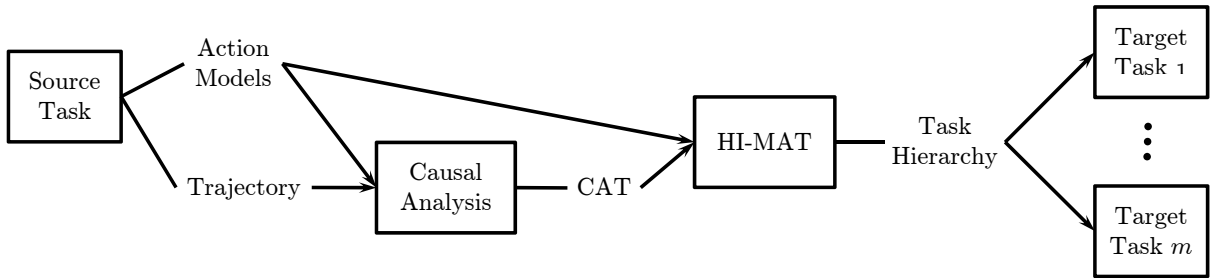 Source
Task
Action
Models
Trajectory
Causal
Analysis
CAT
HI-MAT
Task
Hierarchy
Target
Task 1
Target
Task m